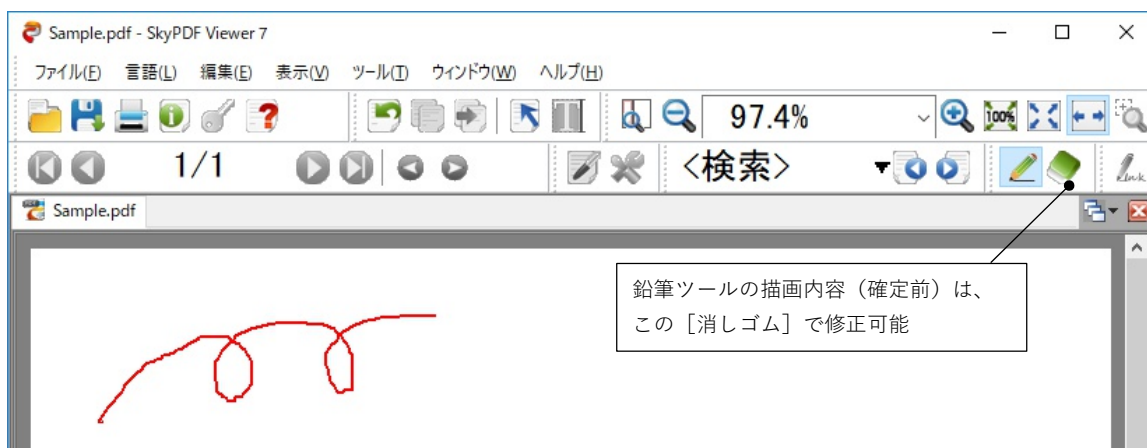 Sample.pdf - SkyPDF Viewer 7
ファイル(F) 言語(L) 編集(E) 表示(V) ツール(T) ウィンドウ(W) ヘルプ(H)
97.4%
100%
1/1
<検索>
Link
Sample.pdf
鉛筆ツールの描画内容（確定前）は、
この［消しゴム］で修正可能